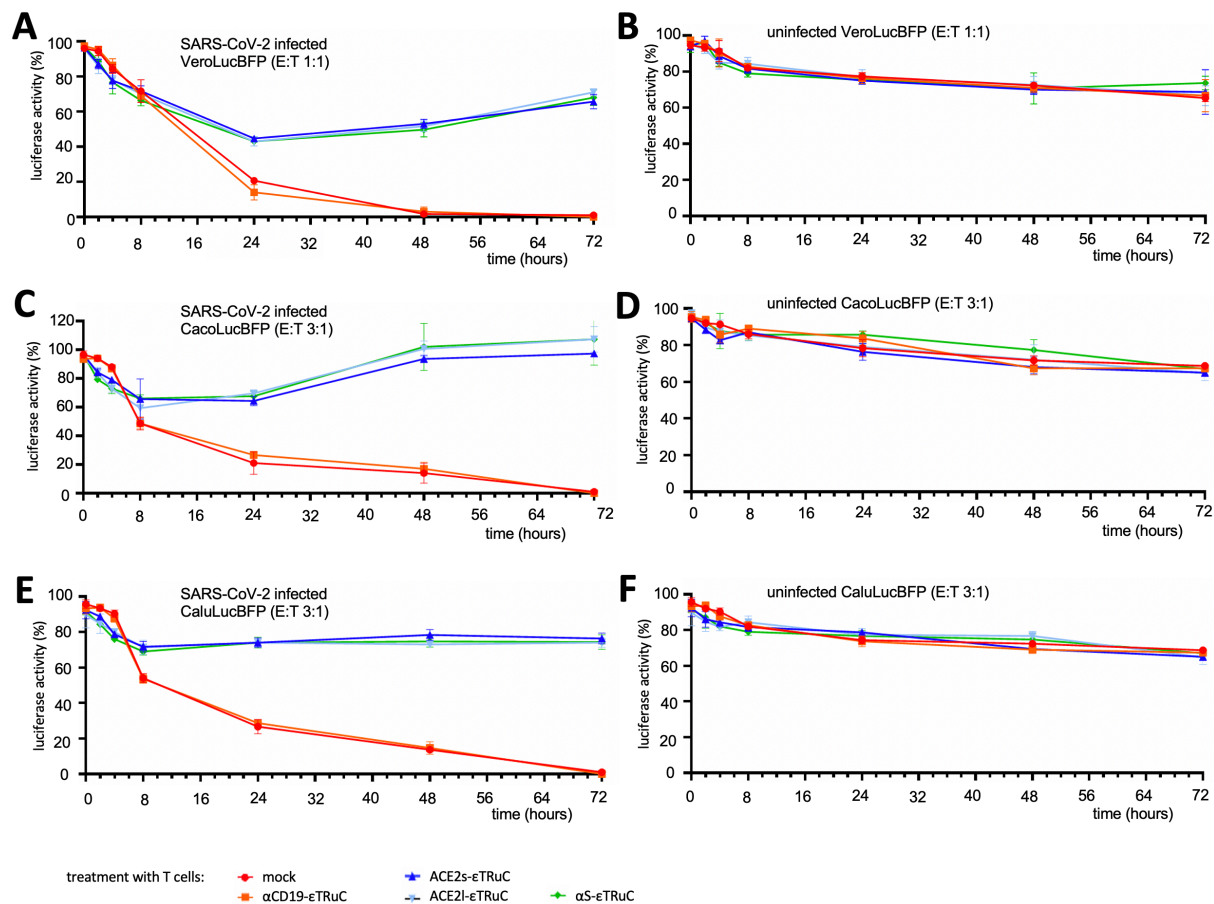 A
SARS-CoV-2 infected
VeroLucBFP (E:T 1:1)
luciferase activity (%)
100
80
60
40
20
0
0 8 16 24 32 40 48 56 64 72
time (hours)
B
uninfected VeroLucBFP (E:T 1:1)
luciferase activity (%)
100
80
60
40
20
0
0 8 16 24 32 40 48 56 64 72
time (hours)
C
SARS-CoV-2 infected
CacoLucBFP (E:T 3:1)
luciferase activity (%)
120
100
80
60
40
20
0
0 8 16 24 32 40 48 56 64 72
time (hours)
D
uninfected CacoLucBFP (E:T 3:1)
luciferase activity (%)
100
80
60
40
20
0
0 8 16 24 32 40 48 56 64 72
time (hours)
E
SARS-CoV-2 infected
CaluLucBFP (E:T 3:1)
luciferase activity (%)
100
80
60
40
20
0
0 8 16 24 32 40 48 56 64 72
time (hours)
F
uninfected CaluLucBFP (E:T 3:1)
luciferase activity (%)
100
80
60
40
20
0
0 8 16 24 32 40 48 56 64 72
time (hours)
treatment with T cells: mock ACE2s-εTRuC
αCD19-εTRuC ACE2l-εTRuC αS-εTRuC